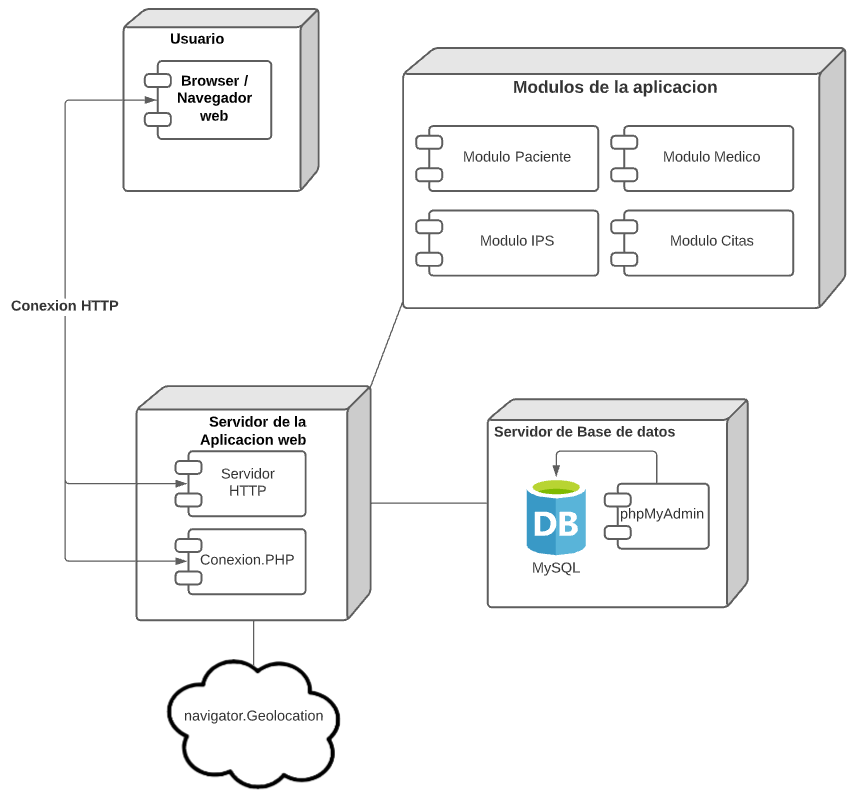 Usuario
Browser /
Navegador
web
Modulos de la aplicacion
Modulo Paciente
Modulo Medico
Modulo IPS
Modulo Citas
Conexion HTTP
Servidor de la
Aplicacion web
Servidor
HTTP
Conexion.PHP
Servidor de Base de datos
DB
MySQL
phpMyAdmin
navigator.Geolocation